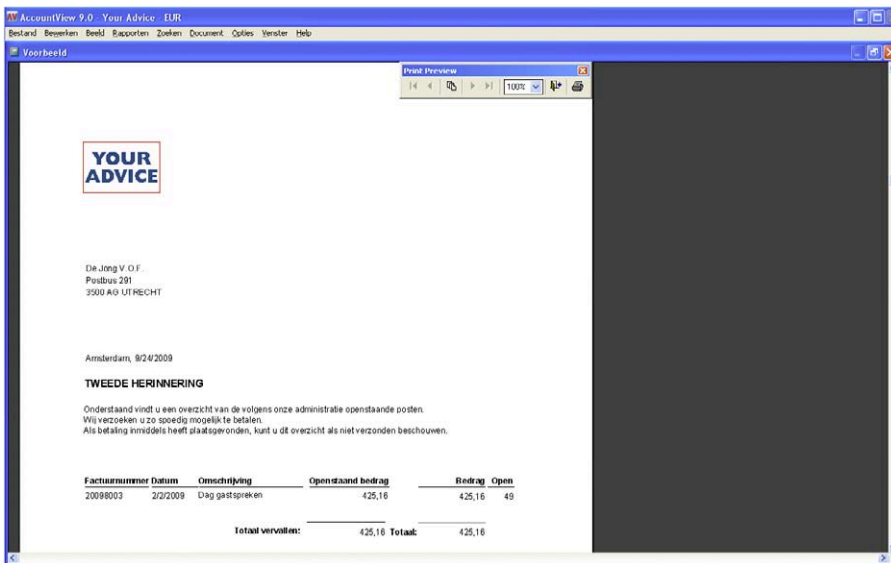 AccountView 9.0 - Your Advice - EUR
Bestand Bewerken Beeld Rapporten Zoeken Document Opties Venster Help
Voorbeeld
Print Preview
100%
YOUR
ADVICE
De Jong V.O.F.
Postbus 291
3500 AG UTRECHT
Amsterdam, 9/24/2009
TWEEDE HERINNERING
Onderstaand vindt u een overzicht van de volgens onze administratie openstaande posten.
Wij verzoeken u zo spoedig mogelijk te betalen.
Als betaling inmiddels heeft plaatsgevonden, kunt u dit overzicht als niet verzonden beschouwen.
Factuurnummer Datum Omschrijving Openstaand bedrag Bedrag Open
20098003 2/2/2009 Dag gastspreken 425,16 425,16 49
Totaal vervallen: 425,16 Totaal: 425,16